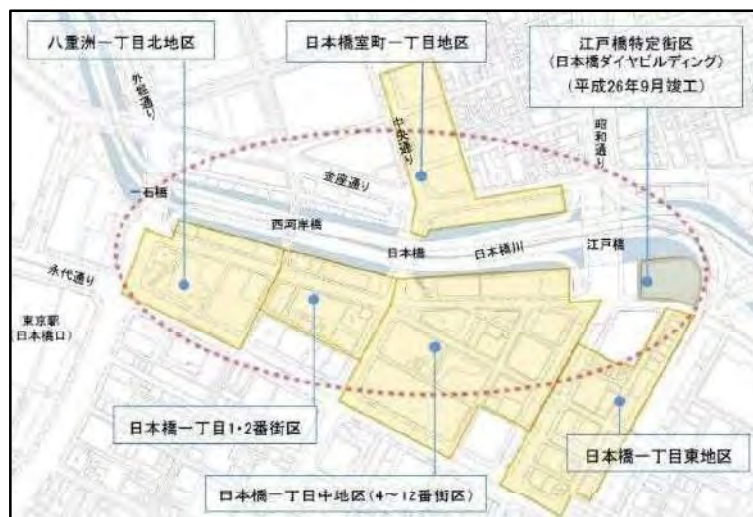 八重洲一丁目北地区
日本橋室町一丁目地区
江戸橋特定街区
(日本橋ダイヤビルディング)
(平成26年9月竣工)
外堀通り
中央通り
昭和通り
金座通り
一石橋
西河岸橋
日本橋
日本橋川
江戸橋
永代通り
東京駅
(日本橋口)
日本橋一丁目1・2番街区
日本橋一丁目東地区
日本橋一丁目中地区(4～12番街区)